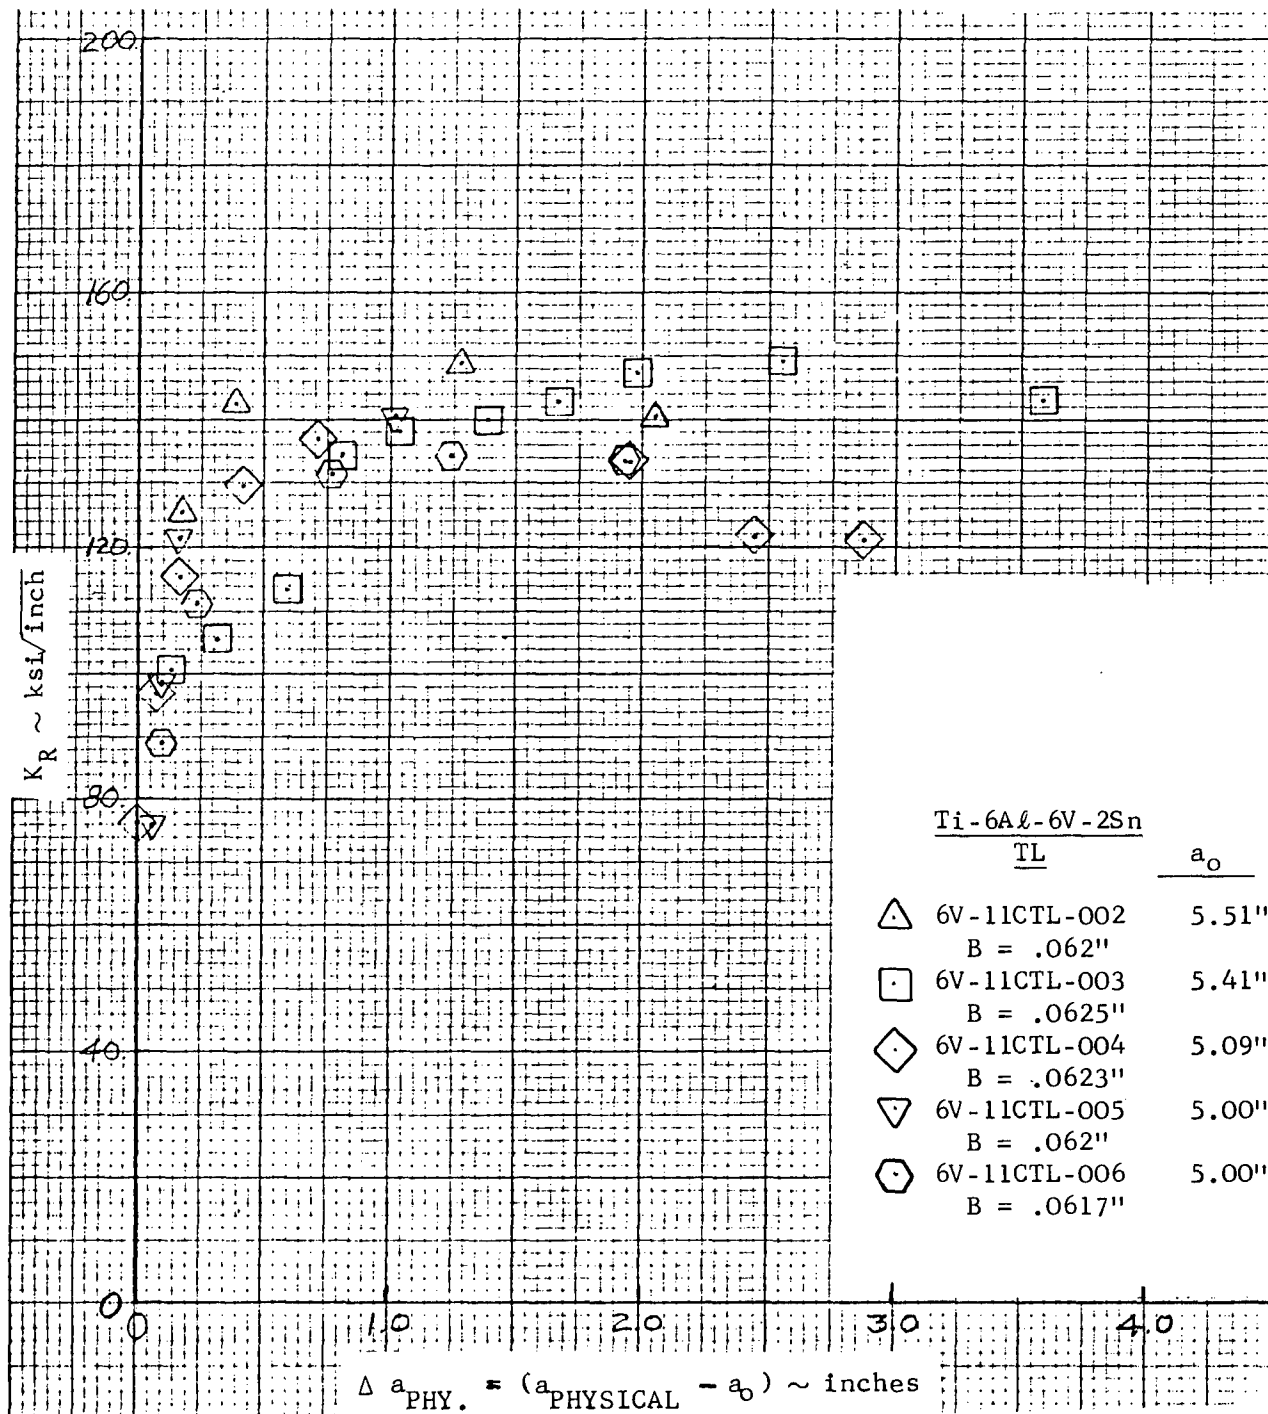 200.
160.
120.
80.
40.
0
0 1.0 2.0 3.0 4.0
K_R ~ ksi√inch
Δ a_PHY. = (a_PHYSICAL - a_o) ~ inches
Ti-6Aℓ-6V-2Sn
TL a_o
6V-11CTL-002 5.51"
B = .062"
6V-11CTL-003 5.41"
B = .0625"
6V-11CTL-004 5.09"
B = .0623"
6V-11CTL-005 5.00"
B = .062"
6V-11CTL-006 5.00"
B = .0617"